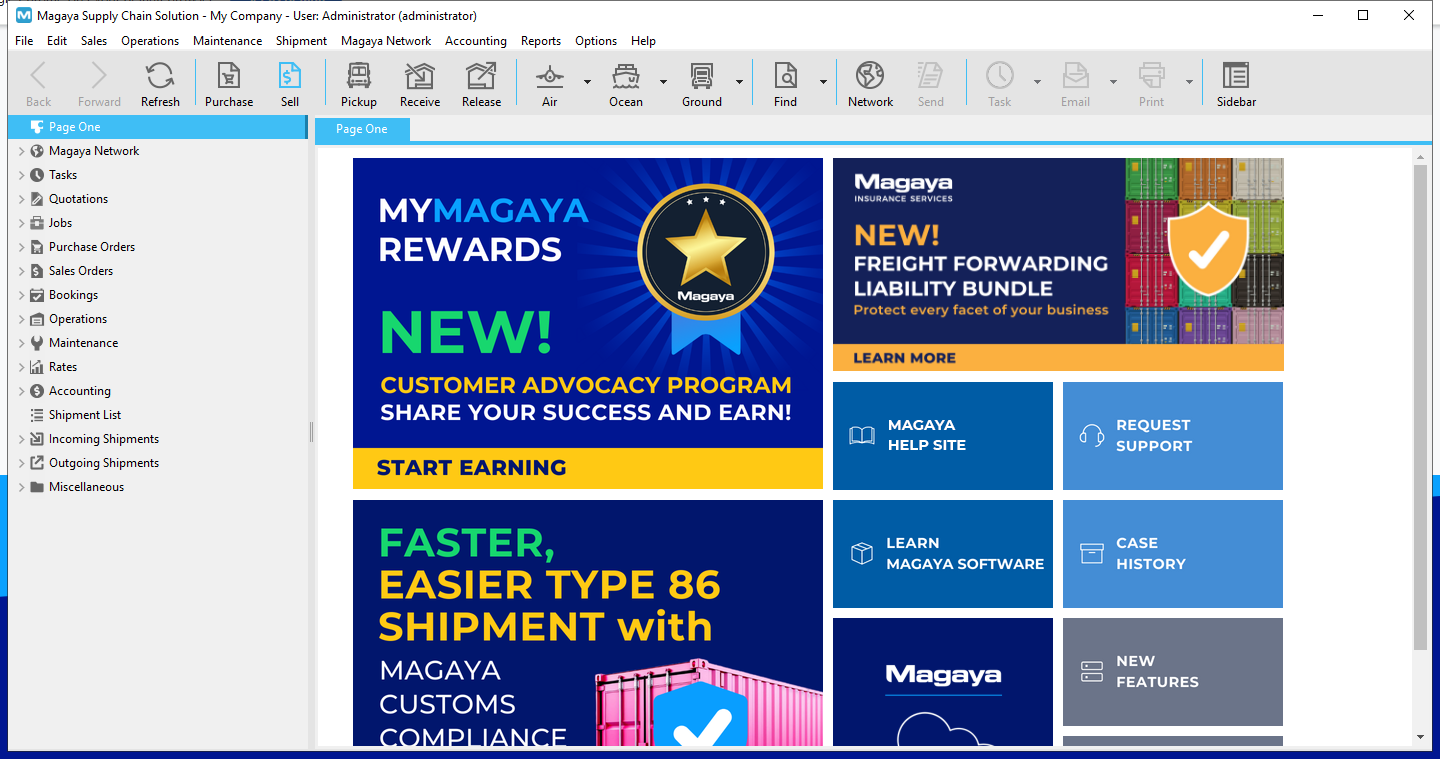 Magaya Supply Chain Solution - My Company - User: Administrator (administrator)
File Edit Sales Operations Maintenance Shipment Magaya Network Accounting Reports Options Help
Back Forward Refresh Purchase Sell Pickup Receive Release Air Ocean Ground Find Network Send Task Email Print Sidebar
Page One
Magaya Network
Tasks
Quotations
Jobs
Purchase Orders
Sales Orders
Bookings
Operations
Maintenance
Rates
Accounting
Shipment List
Incoming Shipments
Outgoing Shipments
Miscellaneous
Page One
MYMAGAYA
REWARDS
Magaya
NEW!
CUSTOMER ADVOCACY PROGRAM
SHARE YOUR SUCCESS AND EARN!
START EARNING
Magaya
INSURANCE SERVICES
NEW!
FREIGHT FORWARDING
LIABILITY BUNDLE
Protect every facet of your business
LEARN MORE
MAGAYA
HELP SITE
REQUEST
SUPPORT
FASTER,
EASIER TYPE 86
SHIPMENT with
MAGAYA
CUSTOMS
COMPLIANCE
LEARN
MAGAYA SOFTWARE
CASE
HISTORY
Magaya
NEW
FEATURES